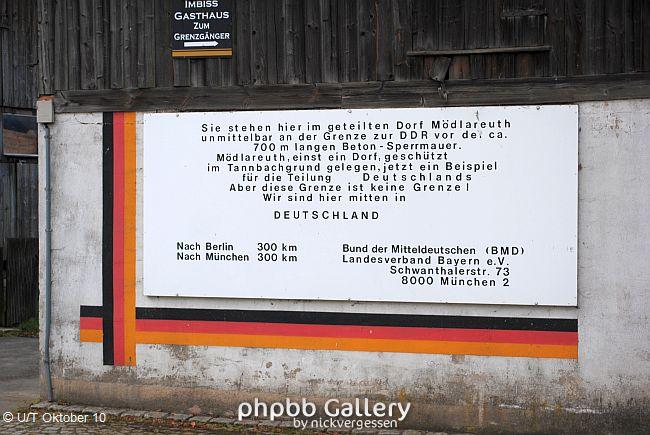 IMBISS
GASTHAUS
ZUM
GRENZGÄNGER
Sie stehen hier im geteilten Dorf Mödlareuth
unmittelbar an der Grenze zur DDR vor der ca.
700 m langen Beton-Sperrmauer.
Mödlareuth, einst ein Dorf, geschützt
im Tannbachgrund gelegen, jetzt ein Beispiel
für die Teilung Deutschlands
Aber diese Grenze ist keine Grenze!
Wir sind hier mitten in
DEUTSCHLAND
Nach Berlin 300 km
Nach München 300 km
Bund der Mitteldeutschen (BMD)
Landesverband Bayern e.V.
Schwanthalerstr. 73
8000 München 2
© U/T Oktober 10
phpbb Gallery
by nickvergessen